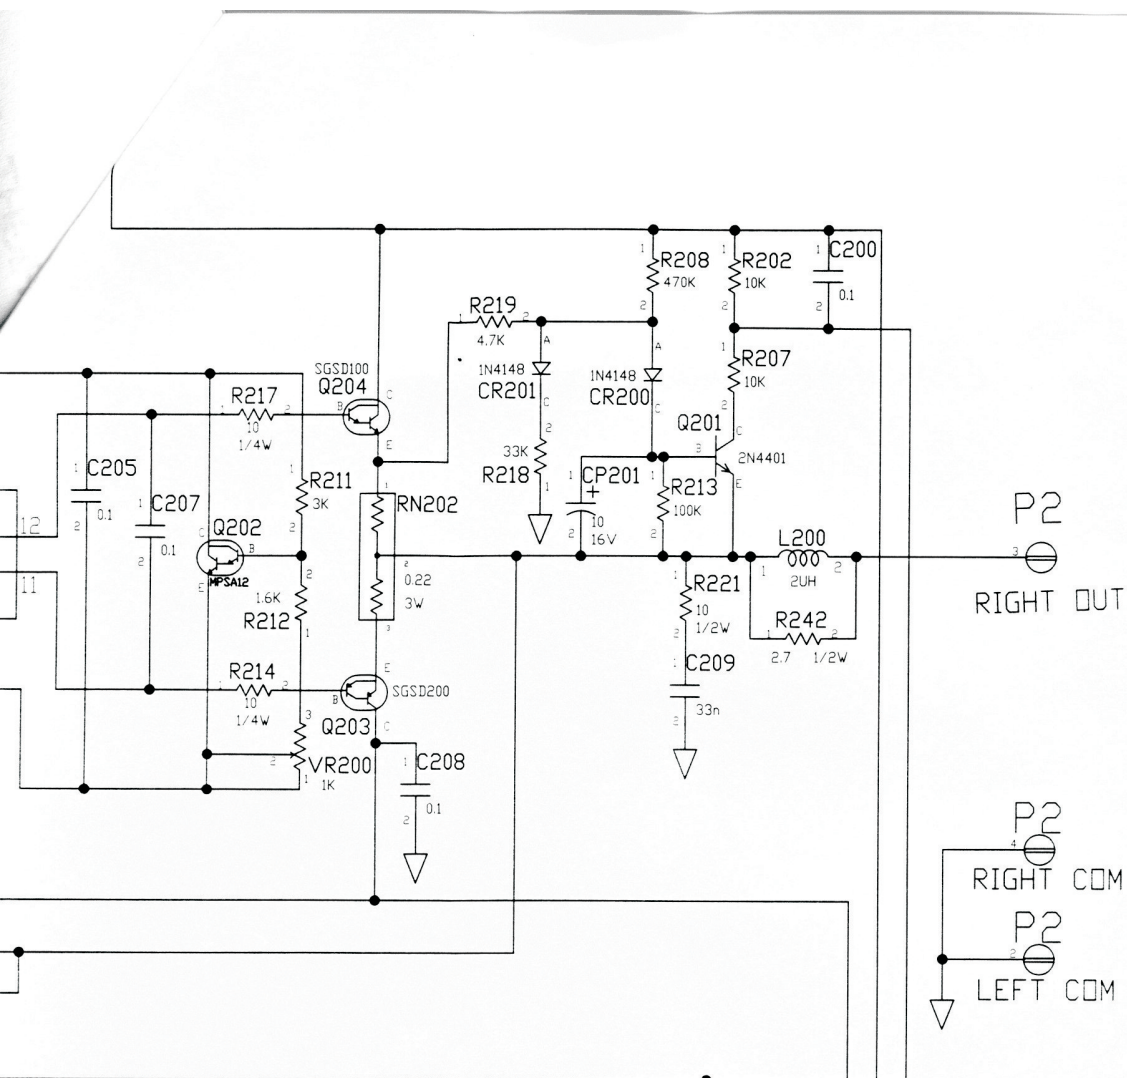 R208
470K
R202
10K
C200
0.1
R219
4.7K
1N4148
CR201
1N4148
CR200
R207
10K
SGSD100
Q204
R217
10
1/4W
Q201
2N4401
33K
R218
CP201
10
16V
R213
100K
C205
0.1
C207
0.1
R211
3K
RN202
0.22
3W
Q202
MPSA12
1.6K
R212
12
11
L200
2UH
P2
RIGHT OUT
R221
10
1/2W
R242
2.7 1/2W
C209
33n
R214
10
1/4W
SGSD200
Q203
VR200
1K
C208
0.1
P2
RIGHT COM
P2
LEFT COM